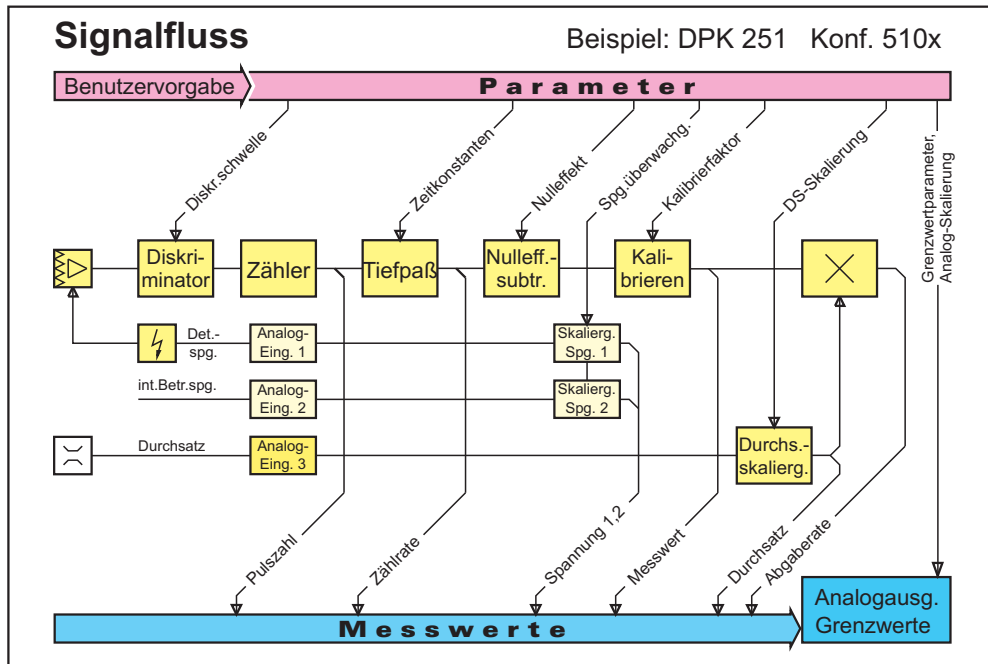 Signalfluss
Beispiel: DPK 251 Konf. 510x
Benutzervorgabe
Parameter
Diskr.schwelle
Zeitkonstanten
Nulleffekt
Spg.überwachg.
Kalibrierfaktor
DS-Skalierung
Grenzwertparameter,
Analog-Skalierung
Diskri-
minator
Zähler
Tiefpaß
Nulleff.-
subtr.
Kali-
brieren
Det.-
spg.
Analog-
Eing. 1
Skalierg.
Spg. 1
int.Betr.spg.
Analog-
Eing. 2
Skalierg.
Spg. 2
Durchsatz
Analog-
Eing. 3
Durchs.-
skalierg.
Pulszahl
Zählrate
Spannung 1,2
Messwert
Durchsatz
Abgaberate
Messwerte
Analogausg.
Grenzwerte